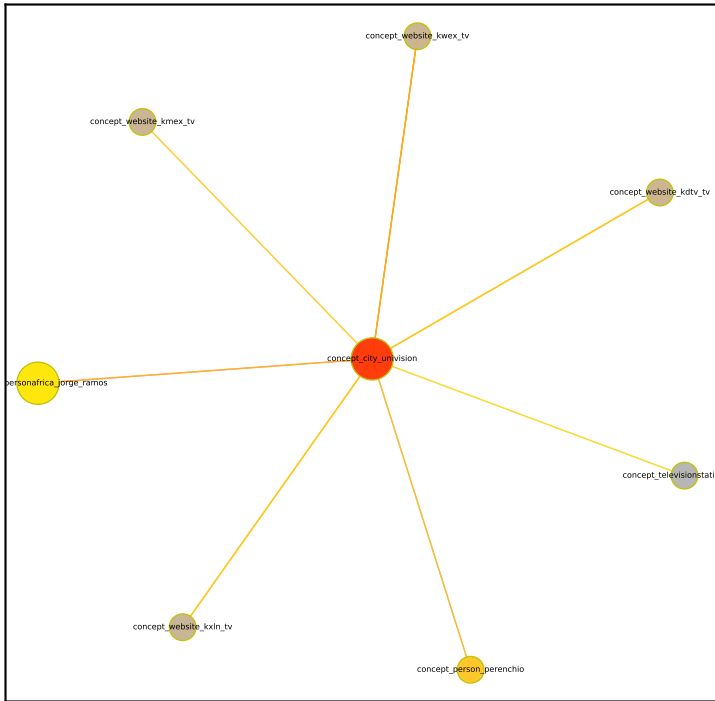 concept_website_kwex_tv
concept_website_kmex_tv
concept_website_kdtv_tv
concept_city_univision
personafrica_jorge_ramos
concept_televisionstati
concept_website_kxln_tv
concept_person_perenchio